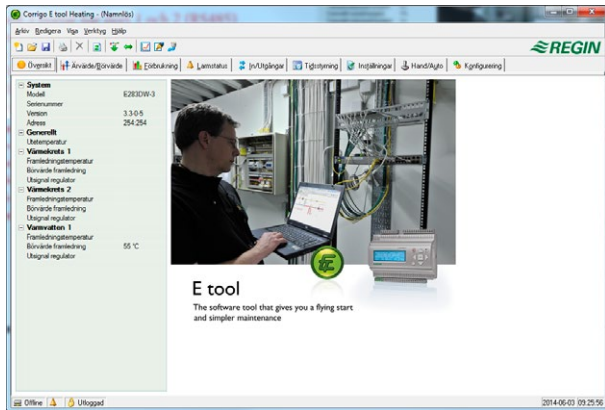 Corrigo E tool Heating - (Namnlös)
Arkiv Redigera Visa Verktyg Hjälp
REGIN
Översikt Ärvärde/Börvärde Förbrukning Larmstatus In/Utgångar Tidsstyrning Inställningar Hand/Auto Konfigurering
System
Modell E283DW-3
Serienummer
Version 3.3-0-5
Adress 254:254
Generellt
Utetemperatur
Värmekrets 1
Framledningstemperatur
Börvärde framledning
Utsignal regulator
Värmekrets 2
Framledningstemperatur
Börvärde framledning
Utsignal regulator
Varmvatten 1
Framledningstemperatur
Börvärde framledning 55 °C
Utsignal regulator
E tool
The software tool that gives you a flying start
and simpler maintenance
Offline Utloggad 2014-06-03 09:25:56